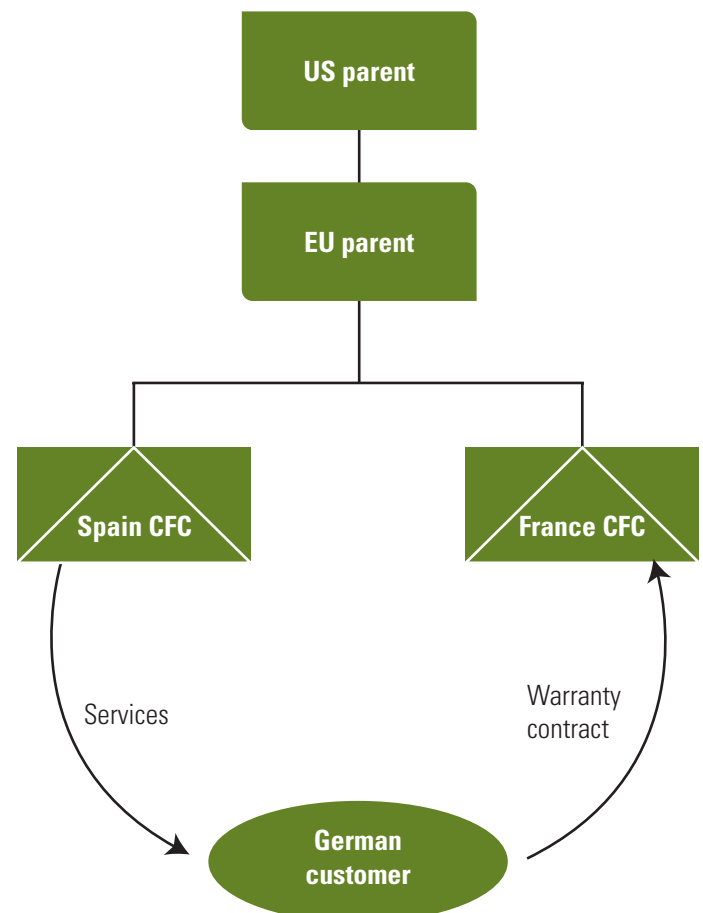 US parent
EU parent
Spain CFC
France CFC
Services
Warranty
contract
German
customer